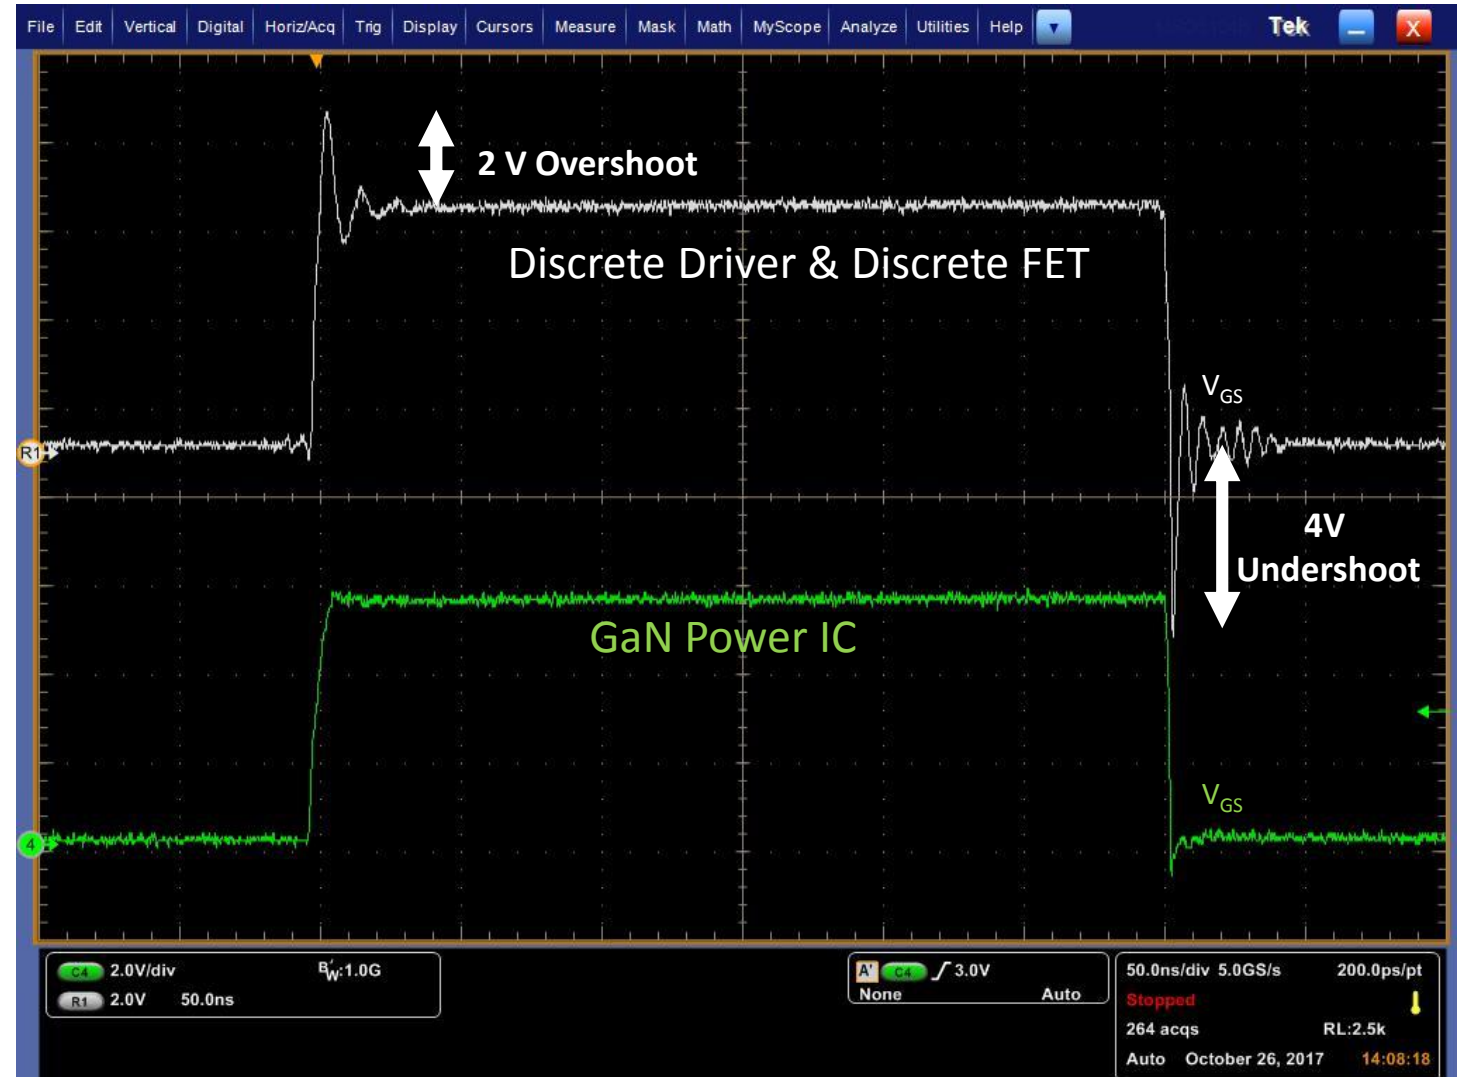 File Edit Vertical Digital Horiz/Acq Trig Display Cursors Measure Mask Math MyScope Analyze Utilities Help Tek X
2 V Overshoot
Discrete Driver & Discrete FET
VGS
R1
4V
Undershoot
GaN Power IC
VGS
4
C4 2.0V/div BW:1.0G
R1 2.0V 50.0ns
A' C4 3.0V
None Auto
50.0ns/div 5.0GS/s 200.0ps/pt
Stopped
264 acqs RL:2.5k
Auto October 26, 2017 14:08:18